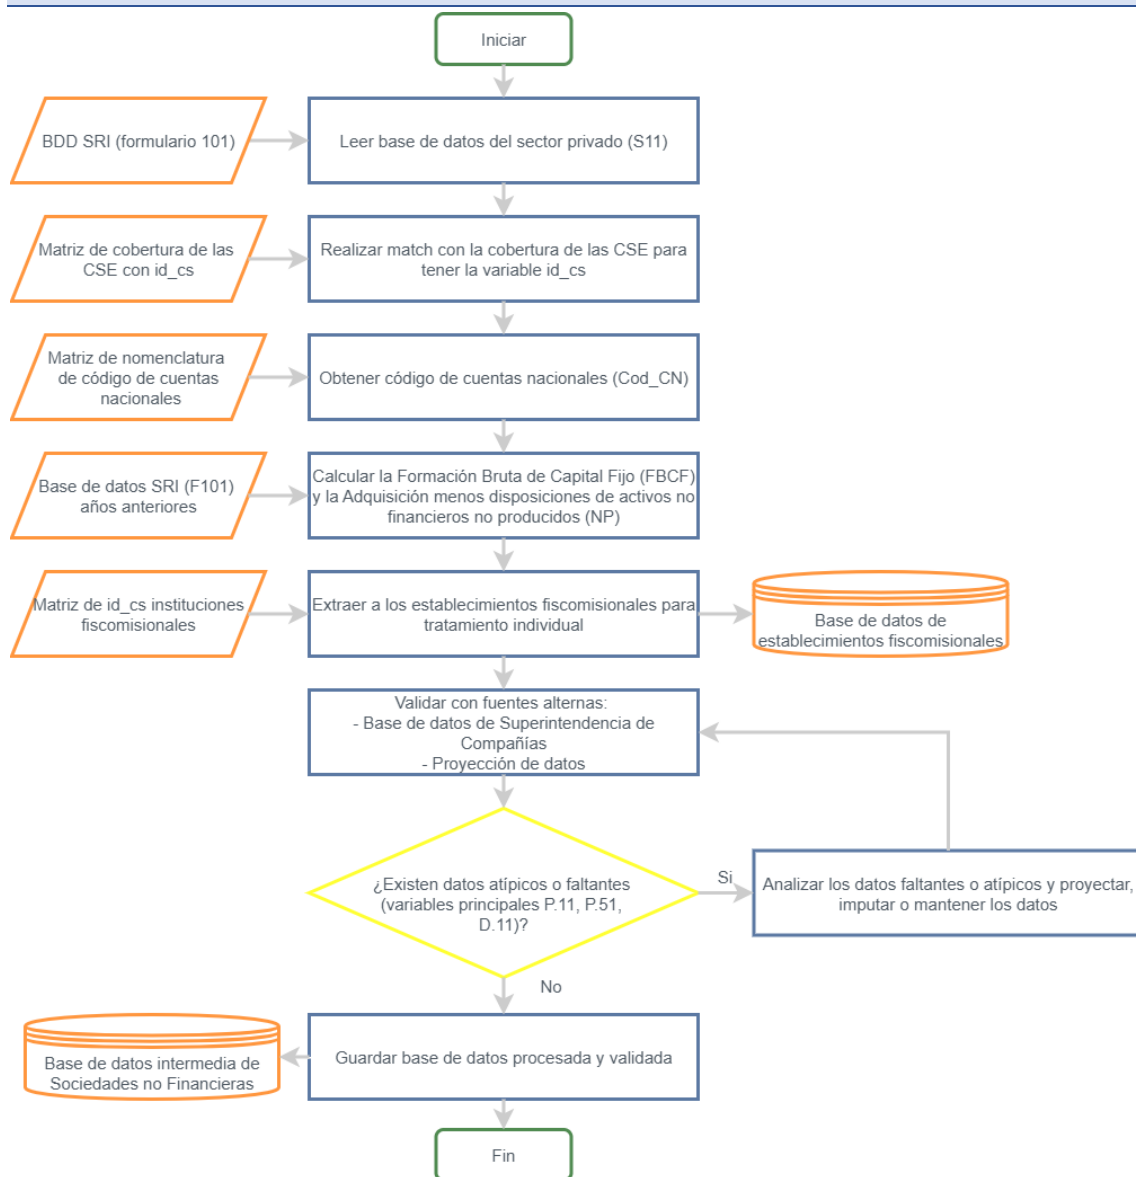 Iniciar
BDD SRI (formulario 101)
Leer base de datos del sector privado (S11)
Matriz de cobertura de las
CSE con id_cs
Realizar match con la cobertura de las CSE para
tener la variable id_cs
Matriz de nomenclatura
de código de cuentas
nacionales
Obtener código de cuentas nacionales (Cod_CN)
Base de datos SRI (F101)
años anteriores
Calcular la Formación Bruta de Capital Fijo (FBCF)
y la Adquisición menos disposiciones de activos no
financieros no producidos (NP)
Matriz de id_cs instituciones
fiscomisionales
Extraer a los establecimientos fiscomisionales para
tratamiento individual
Base de datos de
establecimientos fiscomisionales
Validar con fuentes alternas:
- Base de datos de Superintendencia de
Compañías
- Proyección de datos
¿Existen datos atípicos o faltantes
(variables principales P.11, P.51,
D.11)?
Si
Analizar los datos faltantes o atípicos y proyectar,
imputar o mantener los datos
No
Guardar base de datos procesada y validada
Base de datos intermedia de
Sociedades no Financieras
Fin